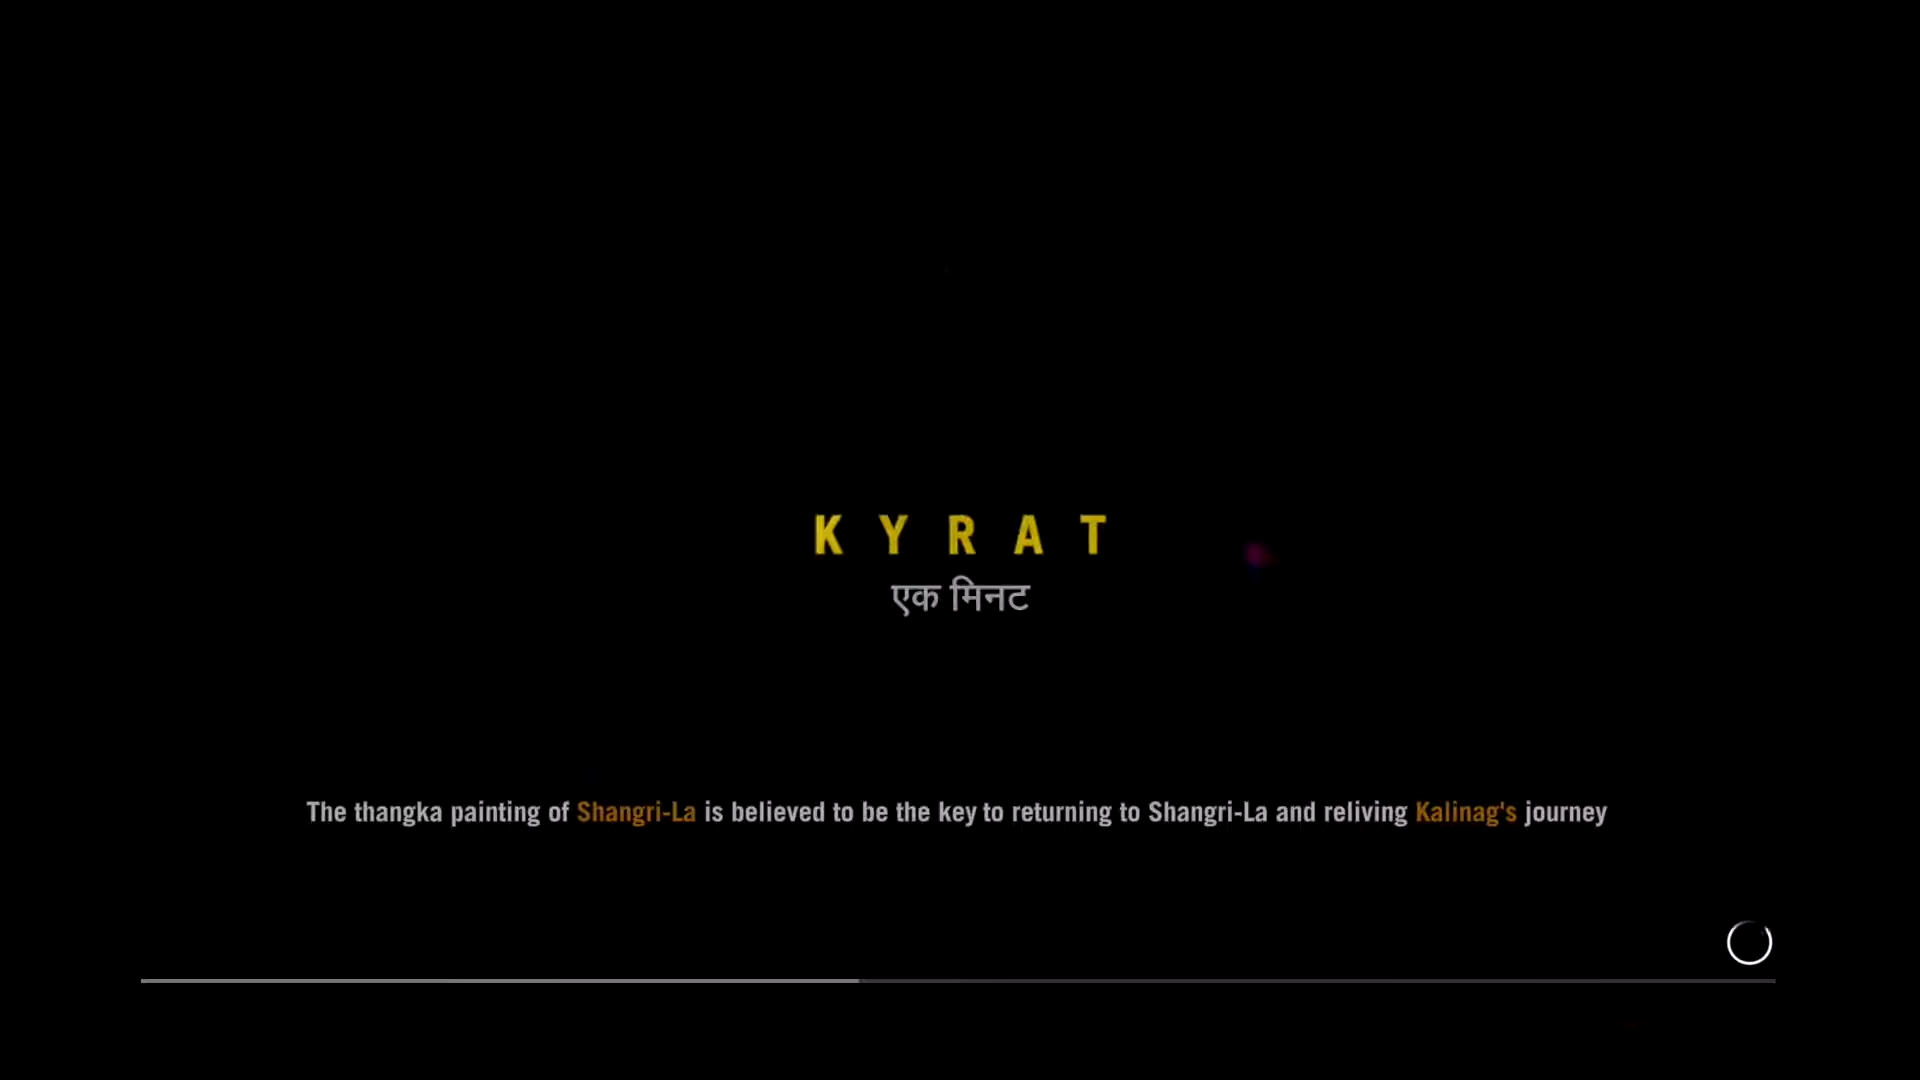 KYRAT
एक मिनट
The thangka painting of Shangri-La is believed to be the key to returning to Shangri-La and reliving Kalinag's journey